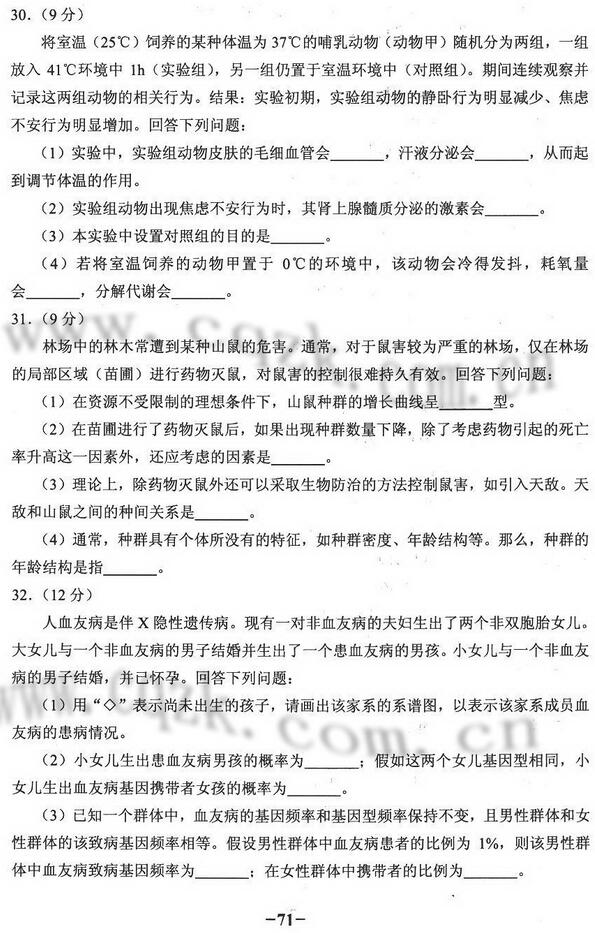 30.（9 分）
将室温（25℃）饲养的某种体温为 37℃的哺乳动物（动物甲）随机分为两组，一组
放入 41℃环境中 1h（实验组），另一组仍置于室温环境中（对照组）。期间连续观察并
记录这两组动物的相关行为。结果：实验初期，实验组动物的静卧行为明显减少、焦虑
不安行为明显增加。回答下列问题：
（1）实验中，实验组动物皮肤的毛细血管会______，汗液分泌会______，从而起
到调节体温的作用。
（2）实验组动物出现焦虑不安行为时，其肾上腺髓质分泌的激素会______。
（3）本实验中设置对照组的目的是______。
（4）若将室温饲养的动物甲置于 0℃的环境中，该动物会冷得发抖，耗氧量
会______，分解代谢会______。
31.（9 分）
林场中的林木常遭到某种山鼠的危害。通常，对于鼠害较为严重的林场，仅在林场
的局部区域（苗圃）进行药物灭鼠，对鼠害的控制很难持久有效。回答下列问题：
（1）在资源不受限制的理想条件下，山鼠种群的增长曲线呈______型。
（2）在苗圃进行了药物灭鼠后，如果出现种群数量下降，除了考虑药物引起的死亡
率升高这一因素外，还应考虑的因素是______。
（3）理论上，除药物灭鼠外还可以采取生物防治的方法控制鼠害，如引入天敌。天
敌和山鼠之间的种间关系是______。
（4）通常，种群具有个体所没有的特征，如种群密度、年龄结构等。那么，种群的
年龄结构是指______。
32.（12 分）
人血友病是伴 X 隐性遗传病。现有一对非血友病的夫妇生出了两个非双胞胎女儿。
大女儿与一个非血友病的男子结婚并生出了一个患血友病的男孩。小女儿与一个非血友
病的男子结婚，并已怀孕。回答下列问题：
（1）用“◇”表示尚未出生的孩子，请画出该家系的系谱图，以表示该家系成员血
友病的患病情况。
（2）小女儿生出患血友病男孩的概率为______；假如这两个女儿基因型相同，小
女儿生出血友病基因携带者女孩的概率为______。
（3）已知一个群体中，血友病的基因频率和基因型频率保持不变，且男性群体和女
性群体的该致病基因频率相等。假设男性群体中血友病患者的比例为 1%，则该男性群
体中血友病致病基因频率为______；在女性群体中携带者的比例为______。
-71-
www.cqzk.com.cn
www.cqzk.com.cn